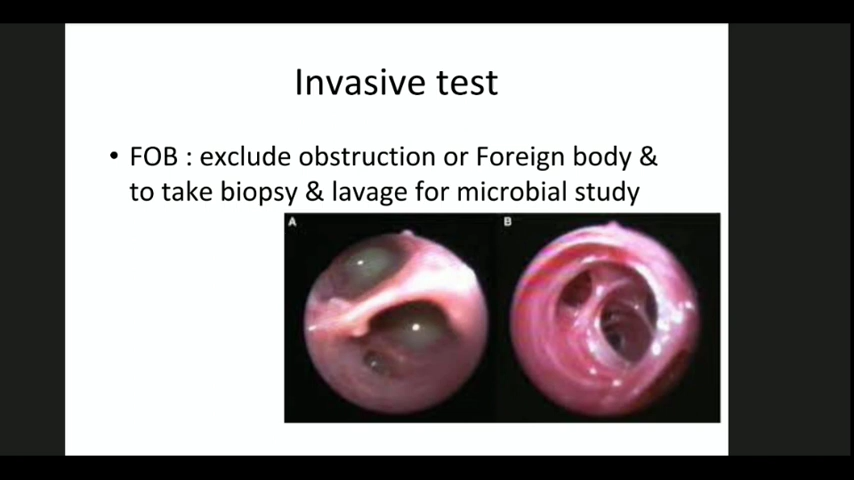 Invasive test
• FOB : exclude obstruction or Foreign body &
to take biopsy & lavage for microbial study
A
B